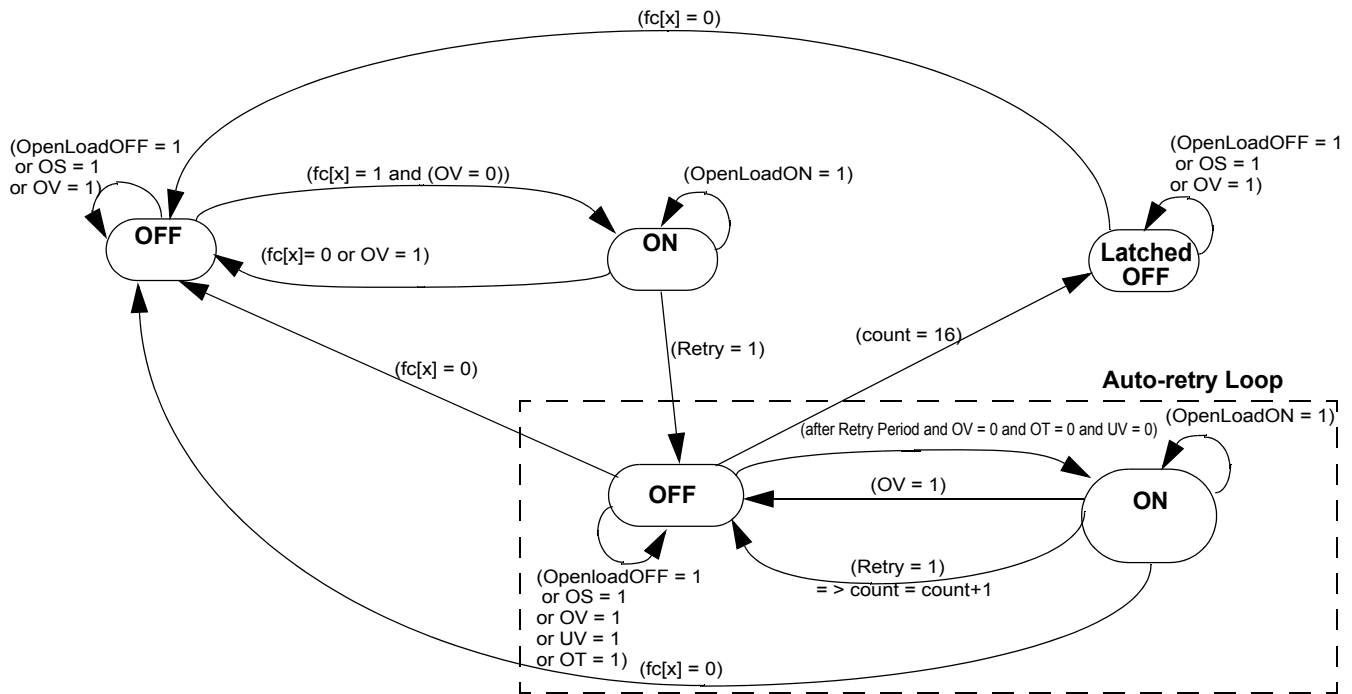 (fc[x] = 0)
(OpenLoadOFF = 1
or OS = 1
or OV = 1)
OFF
(fc[x] = 1 and (OV = 0))
(fc[x]= 0 or OV = 1)
(OpenLoadON = 1)
ON
(OpenLoadOFF = 1
or OS = 1
or OV = 1)
Latched
OFF
(Retry = 1)
(count = 16)
(fc[x] = 0)
Auto-retry Loop
(after Retry Period and OV = 0 and OT = 0 and UV = 0)
(OpenLoadON = 1)
OFF
(OV = 1)
ON
(Retry = 1)
= > count = count+1
(OpenloadOFF = 1
or OS = 1
or OV = 1
or UV = 1
or OT = 1)
(fc[x] = 0)